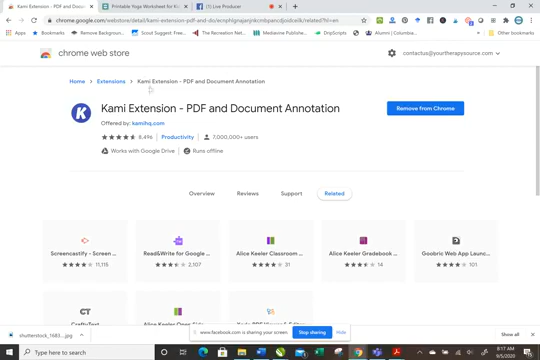 Kami Extension - PDF and Docum
Printable Yoga Worksheet for Kid
(1) Live Producer
chrome.google.com/webstore/detail/kami-extension-pdf-and-do/ecnphlgnajanjnkcmbpancdjoidceilk/related?hl=en
Apps
Bookmarks
Remove Background...
Scout Suggest Free...
The Recreation Net...
Mediavine Publishe...
DripScripts
Alumni | Columbia...
Other bookmarks
chrome web store
contactus@yourtherapysource.com
Home
Extensions
Kami Extension - PDF and Document Annotation
Kami Extension - PDF and Document Annotation
Remove from Chrome
Offered by: kamihq.com
8,496
Productivity
7,000,000+ users
Works with Google Drive
Runs offline
Overview
Reviews
Support
Related
Screencastify - Screen ...
Read&Write for Google ...
Alice Keeler Classroom ...
Alice Keeler Gradebook ...
Goobric Web App Launc...
11,115
2,107
31
14
101
CT
www.facebook.com is sharing your screen.
Stop sharing
Hide
shutterstock_1683....jpg
Show all
Type here to search
8:17 AM
9/5/2020